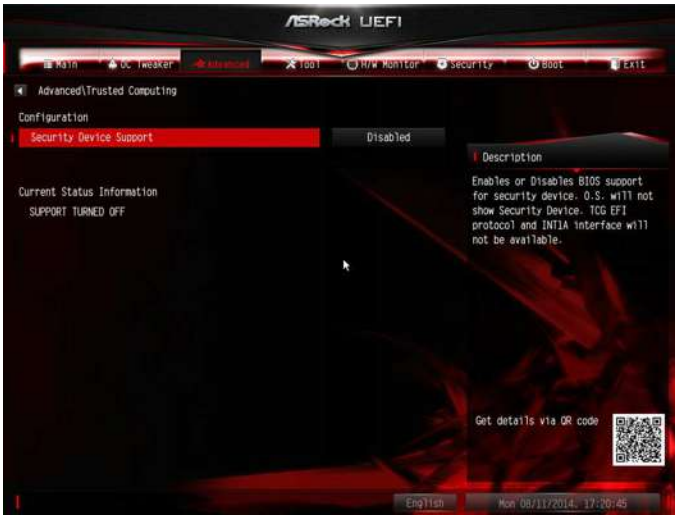 ASRock UEFI
Main OC Tweaker Advanced Tool H/W Monitor Security Boot Exit
Advanced\Trusted Computing
Configuration
Security Device Support Disabled
Current Status Information
SUPPORT TURNED OFF
Description
Enables or Disables BIOS support
for security device. O.S. will not
show Security Device. TCG EFI
protocol and INT1A interface will
not be available.
Get details via QR code
English Mon 08/11/2014, 17:20:45